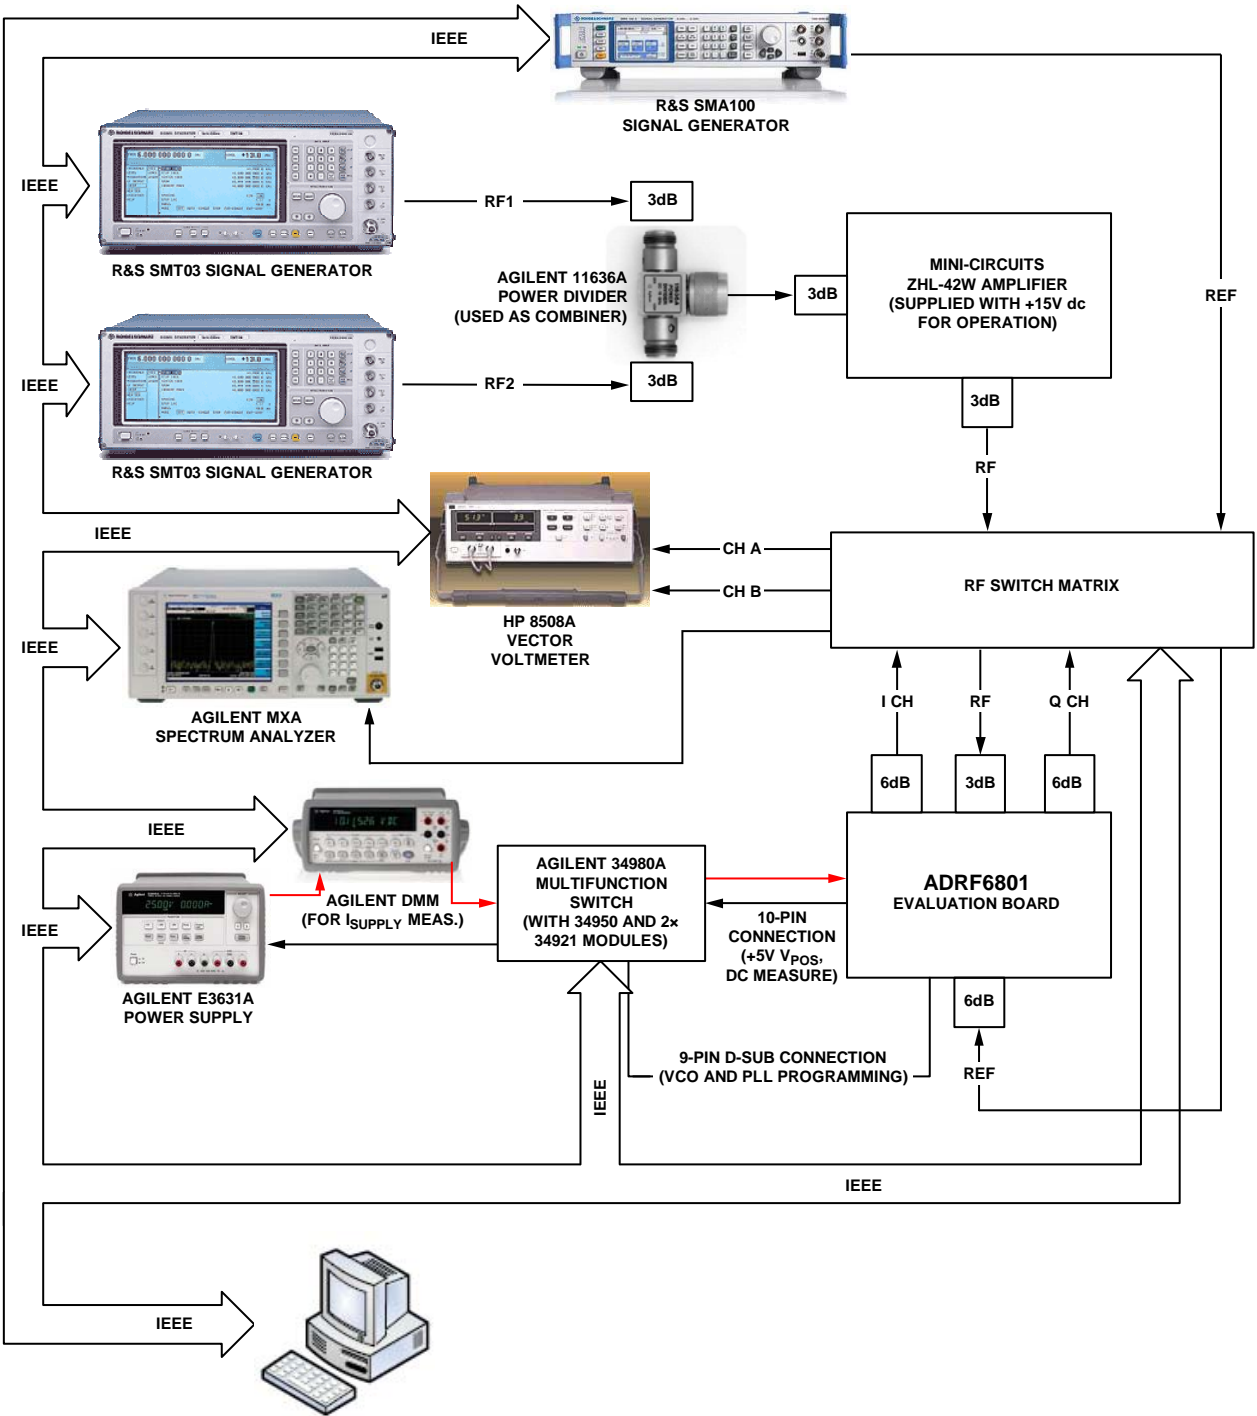 IEEE
R&S SMA100
SIGNAL GENERATOR
IEEE
RF1
3dB
R&S SMT03 SIGNAL GENERATOR
AGILENT 11636A
POWER DIVIDER
(USED AS COMBINER)
3dB
MINI-CIRCUITS
ZHL-42W AMPLIFIER
(SUPPLIED WITH +15V dc
FOR OPERATION)
REF
IEEE
RF2
3dB
3dB
R&S SMT03 SIGNAL GENERATOR
RF
IEEE
CH A
CH B
RF SWITCH MATRIX
HP 8508A
VECTOR
VOLTMETER
IEEE
AGILENT MXA
SPECTRUM ANALYZER
I CH
RF
Q CH
6dB
3dB
6dB
IEEE
AGILENT DMM
(FOR ISUPPLY MEAS.)
AGILENT 34980A
MULTIFUNCTION
SWITCH
(WITH 34950 AND 2×
34921 MODULES)
ADRF6801
EVALUATION BOARD
10-PIN
CONNECTION
(+5V VPOS,
DC MEASURE)
IEEE
AGILENT E3631A
POWER SUPPLY
6dB
9-PIN D-SUB CONNECTION
(VCO AND PLL PROGRAMMING)
REF
IEEE
IEEE
IEEE